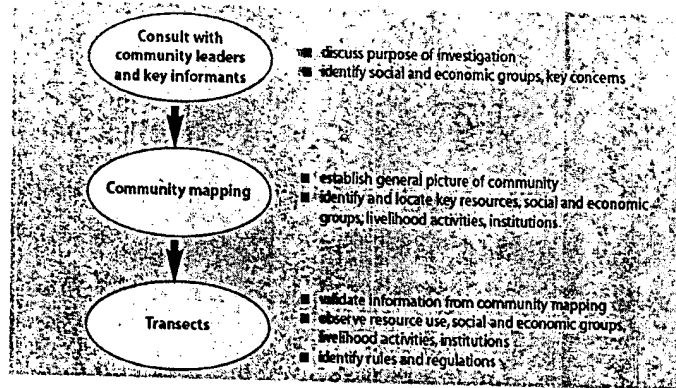 Consult with
community leaders
and key informants
■ discuss purpose of investigation
■ identify social and economic groups, key concerns
Community mapping
■ establish general picture of community
■ identify and locate key resources, social and economic
groups, livelihood activities, institutions
Transects
■ validate information from community mapping
■ observe resource use, social and economic groups,
livelihood activities, institutions
■ identify rules and regulations